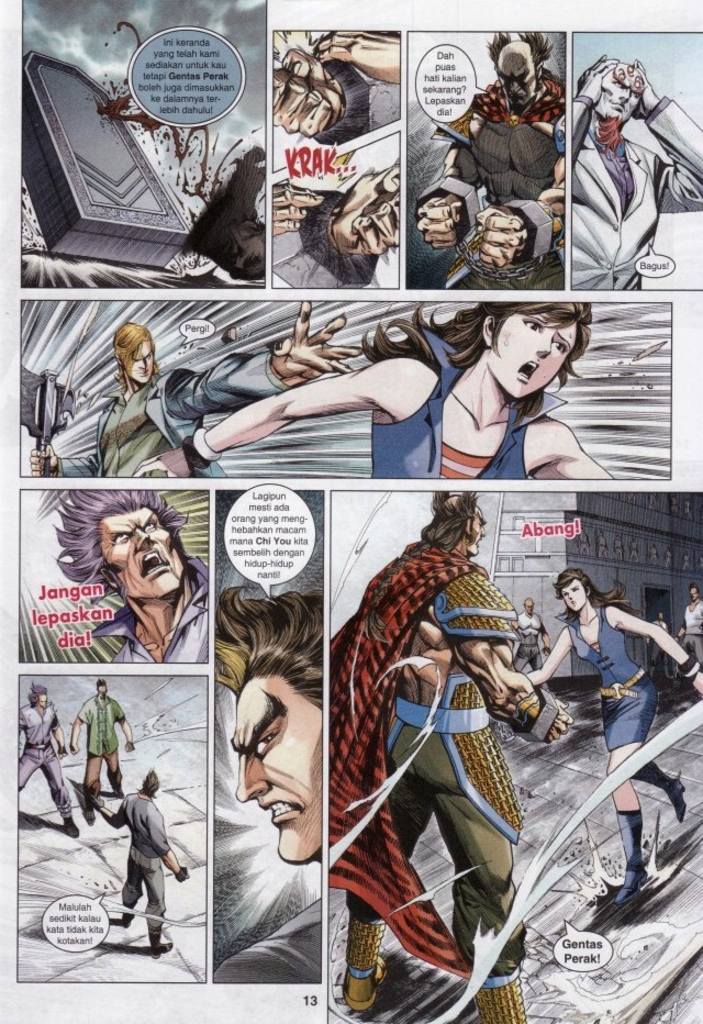 Ini keranda
yang telah kami
sediakan untuk kau
tetapi Gentas Perak
boleh juga dimasukkan
ke dalamnya ter-
lebih dahulu!
KRAK...
Dah
puas
hati kalian
sekarang?
Lepaskan
dia!
Bagus!
Pergi!
Jangan
lepaskan
dia!
Lagipun
mesti ada
orang yang meng-
hebahkan macam
mana Chi You kita
sembelih dengan
hidup-hidup
nanti!
Abang!
Malulah
sedikit kalau
kata tidak kita
kotakan!
Gentas
Perak!
13